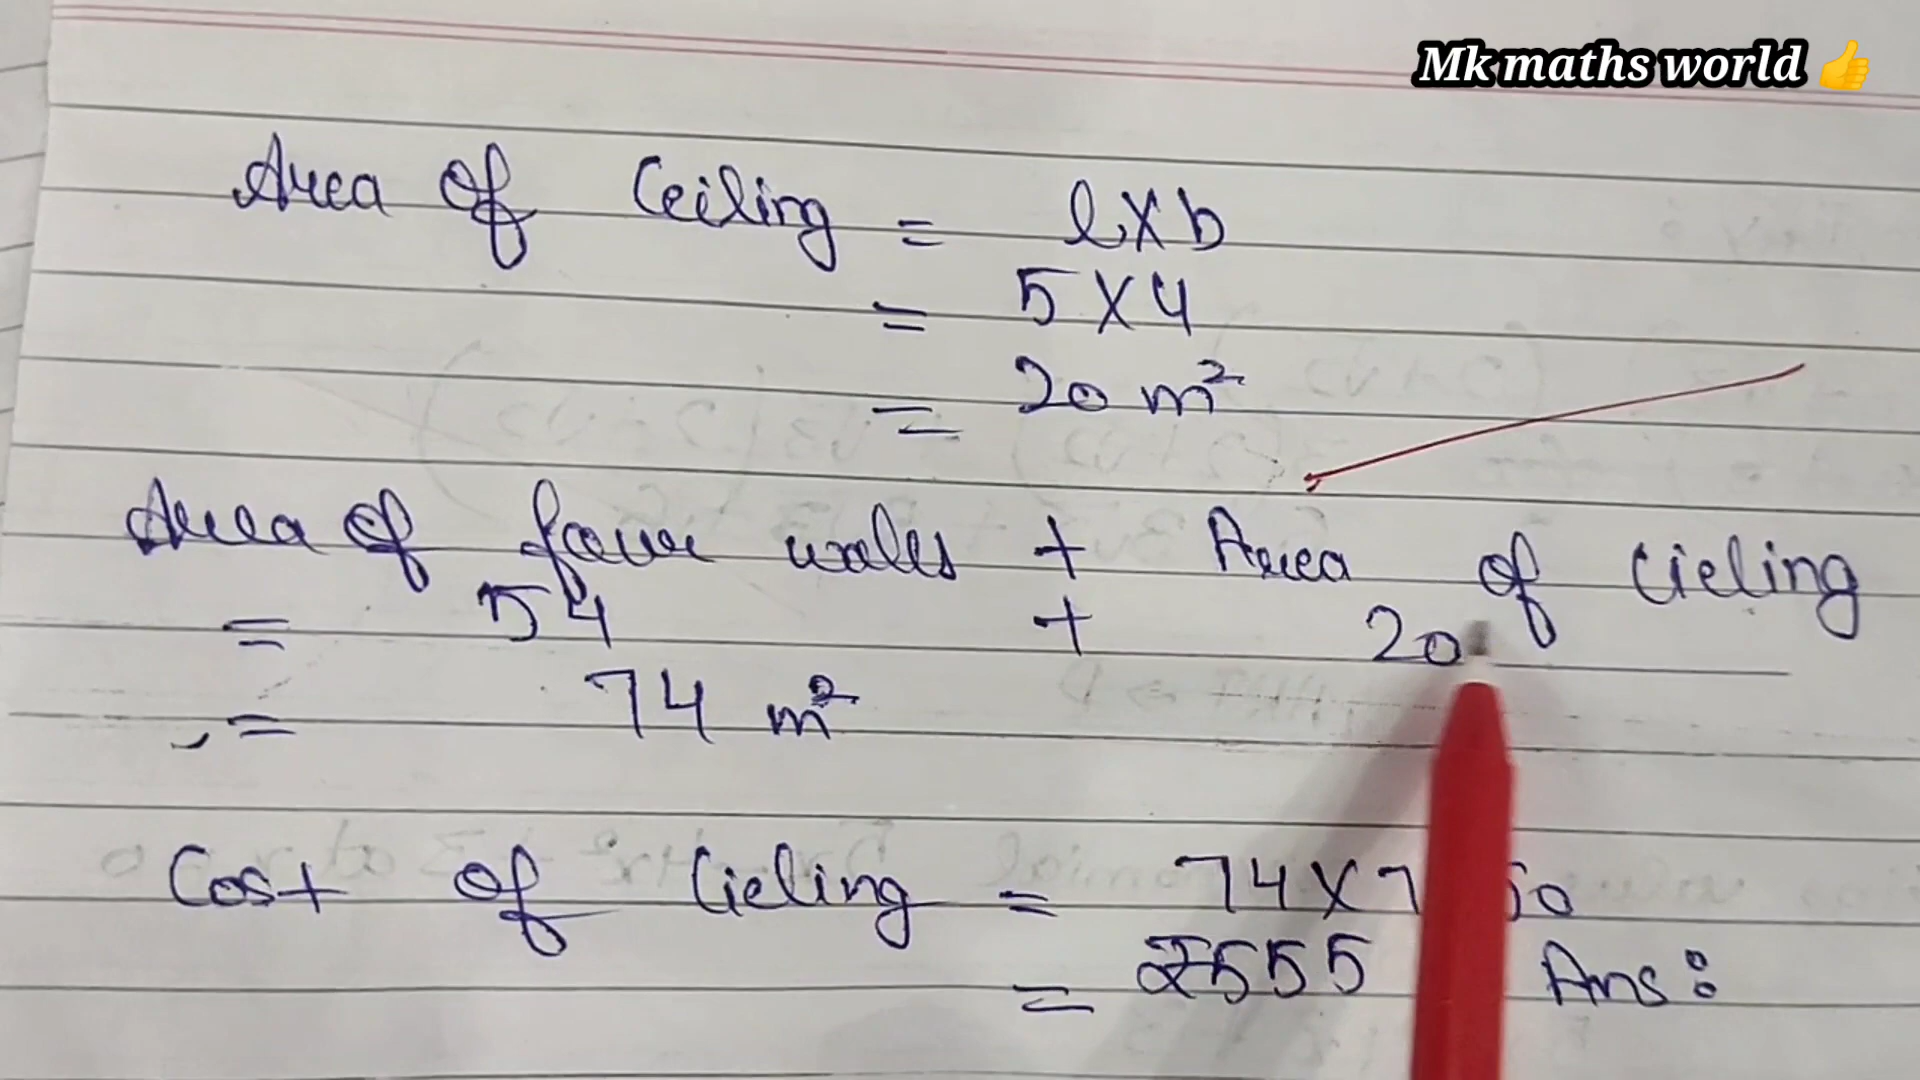 Mk maths world 👍
Area of Ceiling = l×b
= 5×4
= 20 m²
Area of four walls + Area of Cieling
= 54 + 20
= 74 m²
Cost of Cieling = 74×7
= ₹555 Ans: